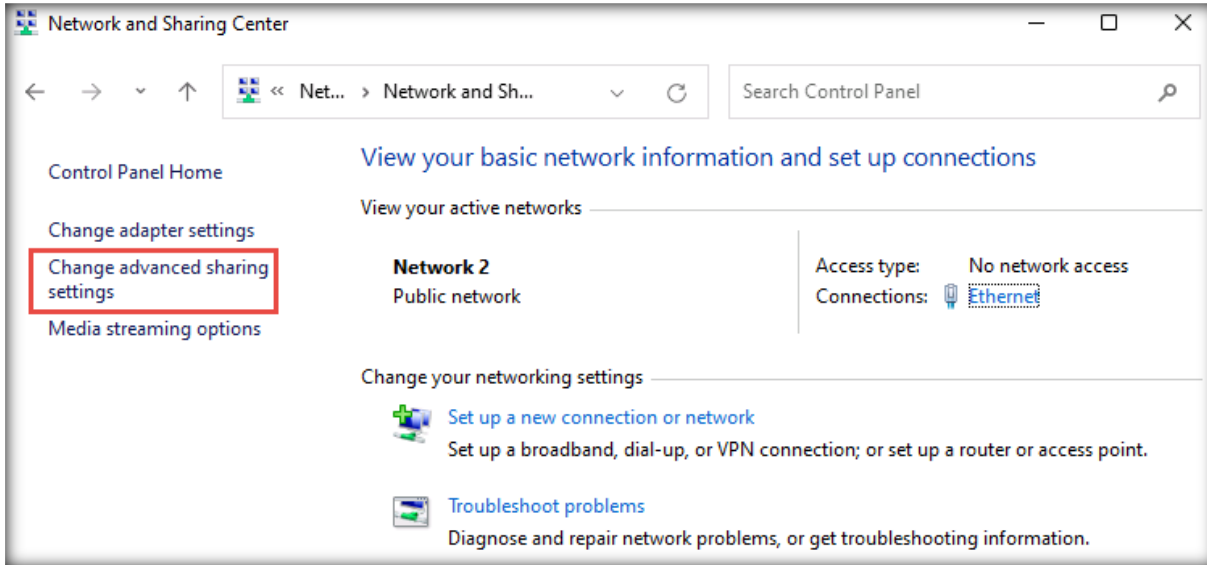 Network and Sharing Center
« Net... > Network and Sh...
Search Control Panel
Control Panel Home
Change adapter settings
Change advanced sharing
settings
Media streaming options
View your basic network information and set up connections
View your active networks
Network 2
Public network
Access type: No network access
Connections: Ethernet
Change your networking settings
Set up a new connection or network
Set up a broadband, dial-up, or VPN connection; or set up a router or access point.
Troubleshoot problems
Diagnose and repair network problems, or get troubleshooting information.